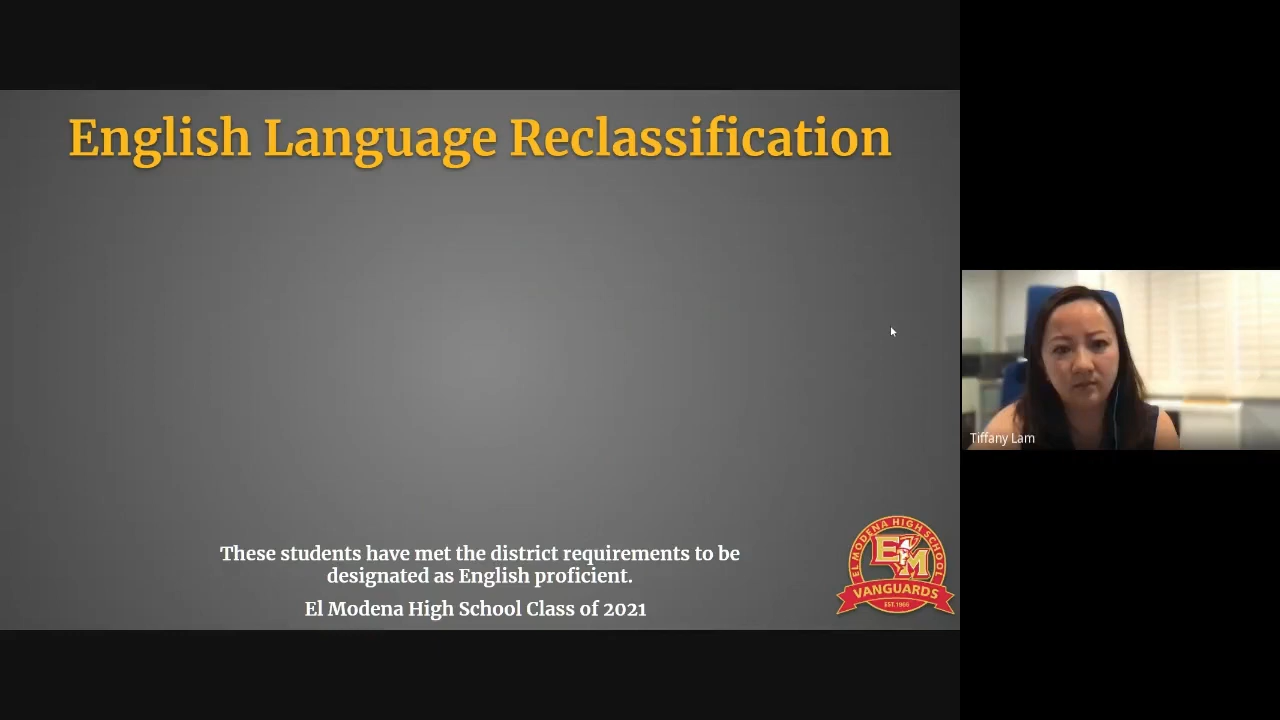 English Language Reclassification
These students have met the district requirements to be
designated as English proficient.
El Modena High School Class of 2021
EL MODENA HIGH SCHOOL
EM
VANGUARDS
EST. 1966
Tiffany Lam